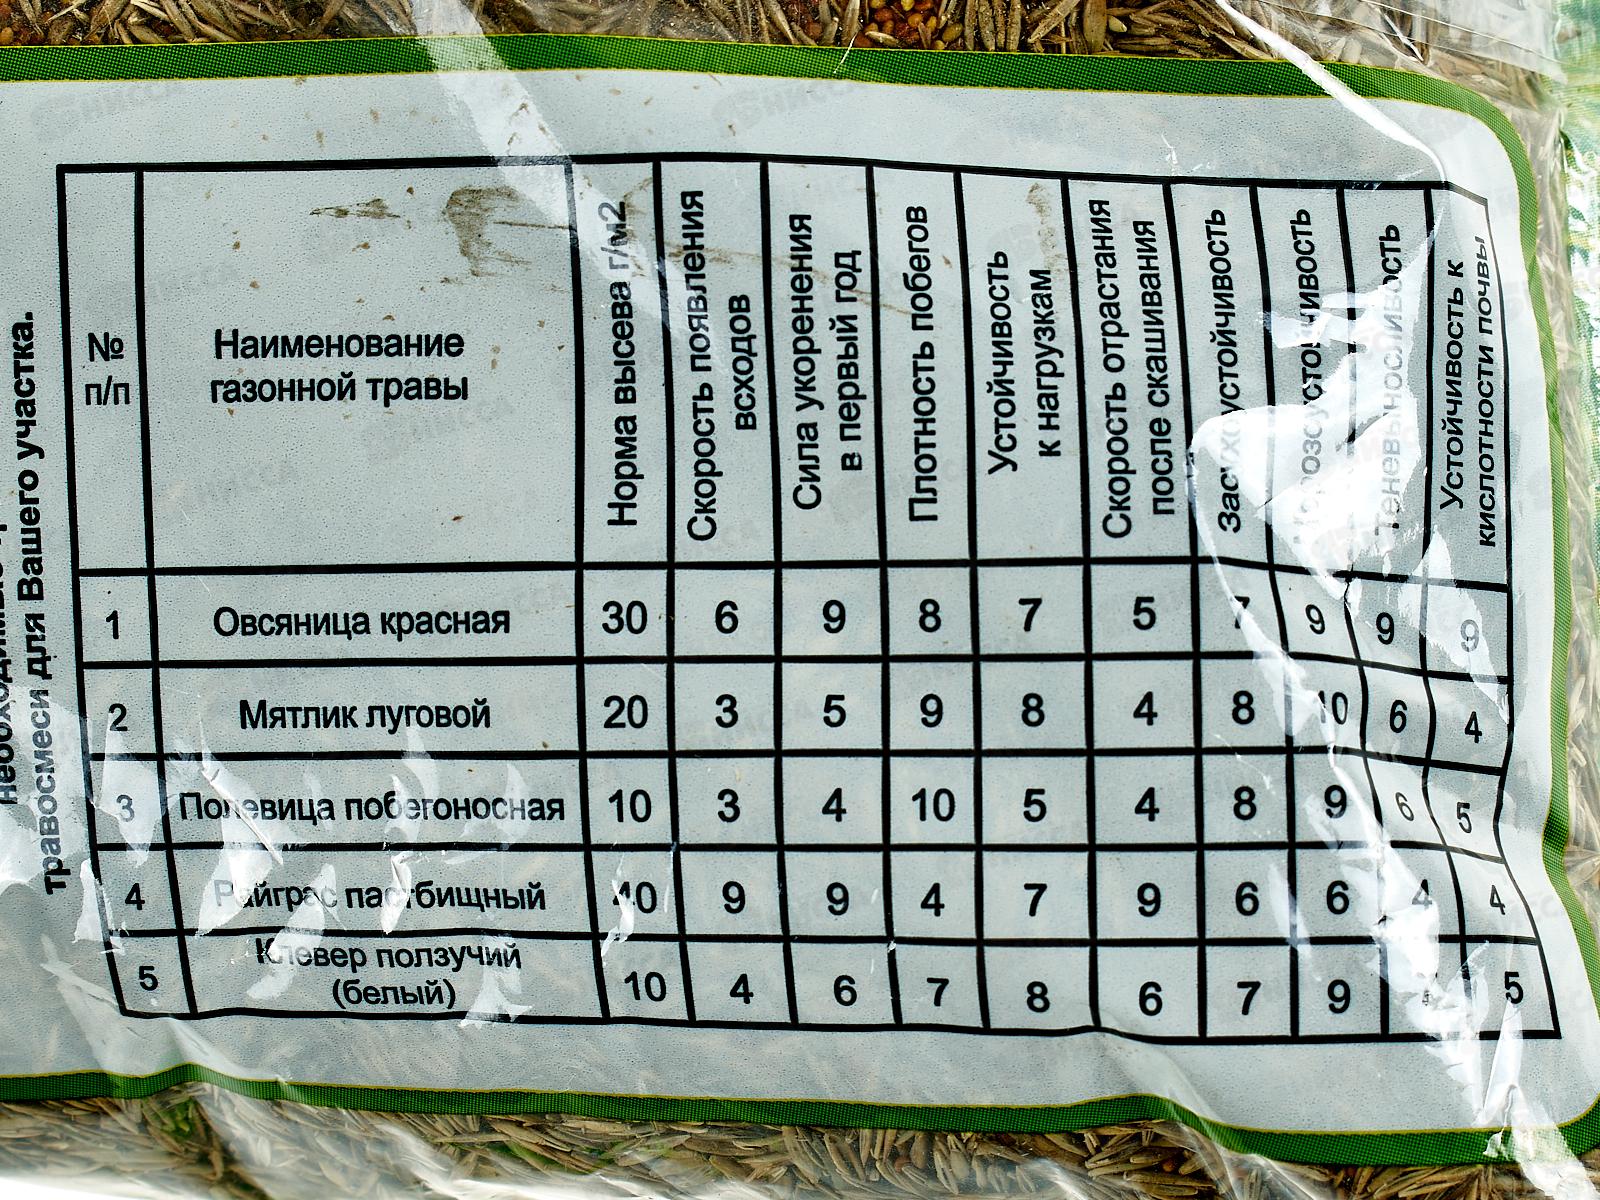 травосмеси для Вашего участка.
№
п/п
Наименование
газонной травы
Норма высева г/м2
Скорость появления
всходов
Сила укоренения
в первый год
Плотность побегов
Устойчивость
к нагрузкам
Скорость отрастания
после скашивания
Засухоустойчивость
Морозоустойчивость
Теневыносливость
Устойчивость к
кислотности почвы
1 Овсяница красная 30 6 9 8 7 5 7 9 9 9
2 Мятлик луговой 20 3 5 9 8 4 8 10 6 4
3 Полевица побегоносная 10 3 4 10 5 4 8 9 6 5
4 Райграс пастбищный 40 9 9 4 7 9 6 6 4 4
5 Клевер ползучий
(белый) 10 4 6 7 8 6 7 9 5
НИССА